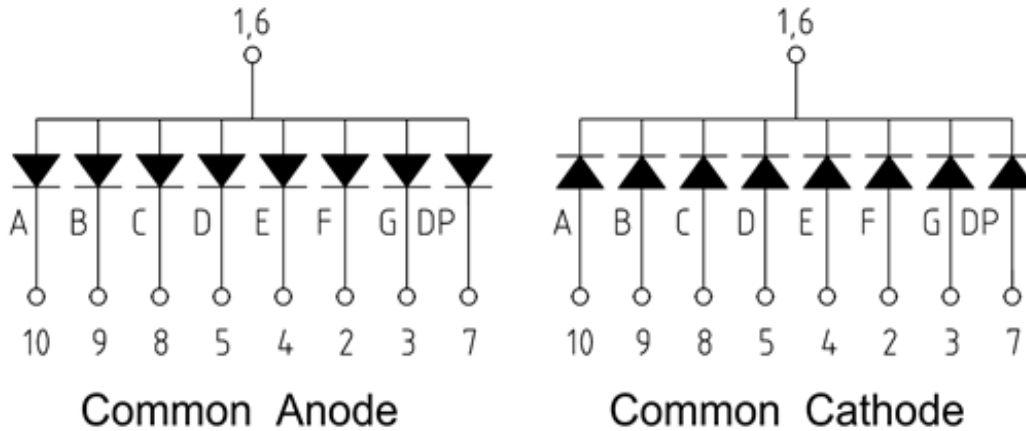 1,6 1,6
A B C D E F G DP A B C D E F G DP
10 9 8 5 4 2 3 7 10 9 8 5 4 2 3 7
Common Anode Common Cathode